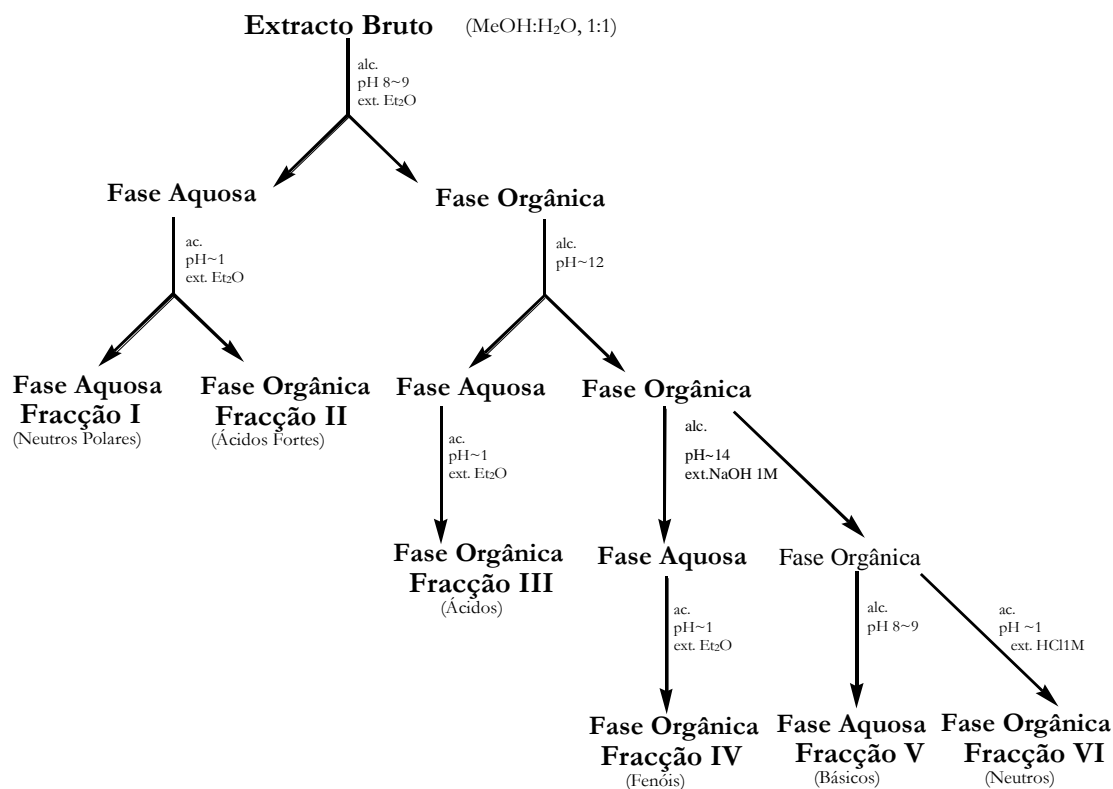 Extracto Bruto (MeOH:H₂O, 1:1)
alc.
pH 8~9
ext. Et₂O
Fase Aquosa
Fase Orgânica
ac.
pH~1
ext. Et₂O
alc.
pH~12
Fase Aquosa
Fracção I
(Neutros Polares)
Fase Orgânica
Fracção II
(Ácidos Fortes)
Fase Aquosa
Fase Orgânica
ac.
pH~1
ext. Et₂O
alc.
pH~14
ext.NaOH 1M
Fase Orgânica
Fracção III
(Ácidos)
Fase Aquosa
Fase Orgânica
ac.
pH~1
ext. Et₂O
alc.
pH 8~9
ac.
pH ~1
ext. HCl1M
Fase Orgânica
Fracção IV
(Fenóis)
Fase Aquosa
Fracção V
(Básicos)
Fase Orgânica
Fracção VI
(Neutros)